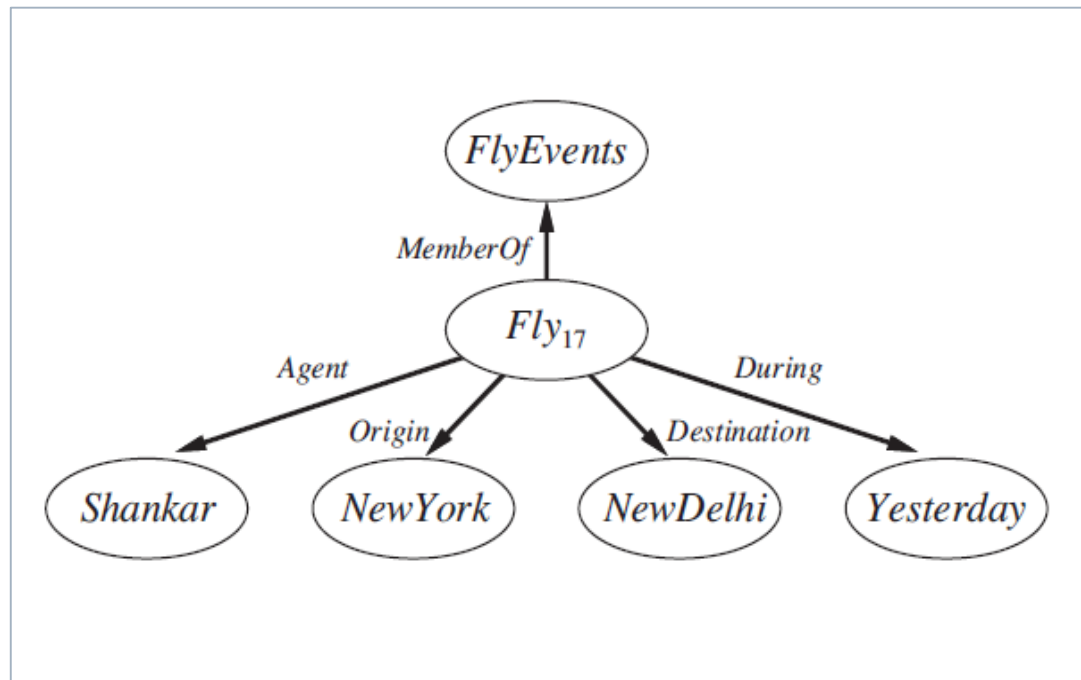 FlyEvents
MemberOf
Fly₁₇
Agent
During
Origin
Destination
Shankar
NewYork
NewDelhi
Yesterday